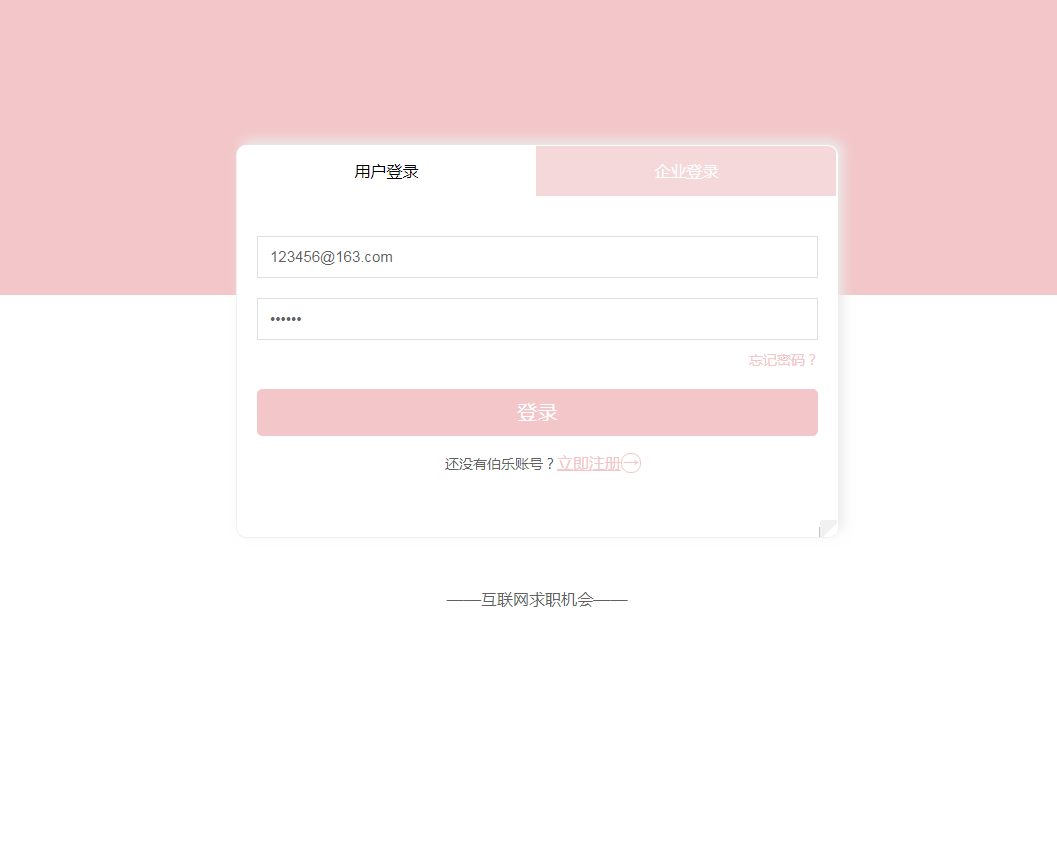 用户登录 企业登录
123456@163.com
••••••
忘记密码？
登录
还没有伯乐账号？立即注册
——互联网求职机会——